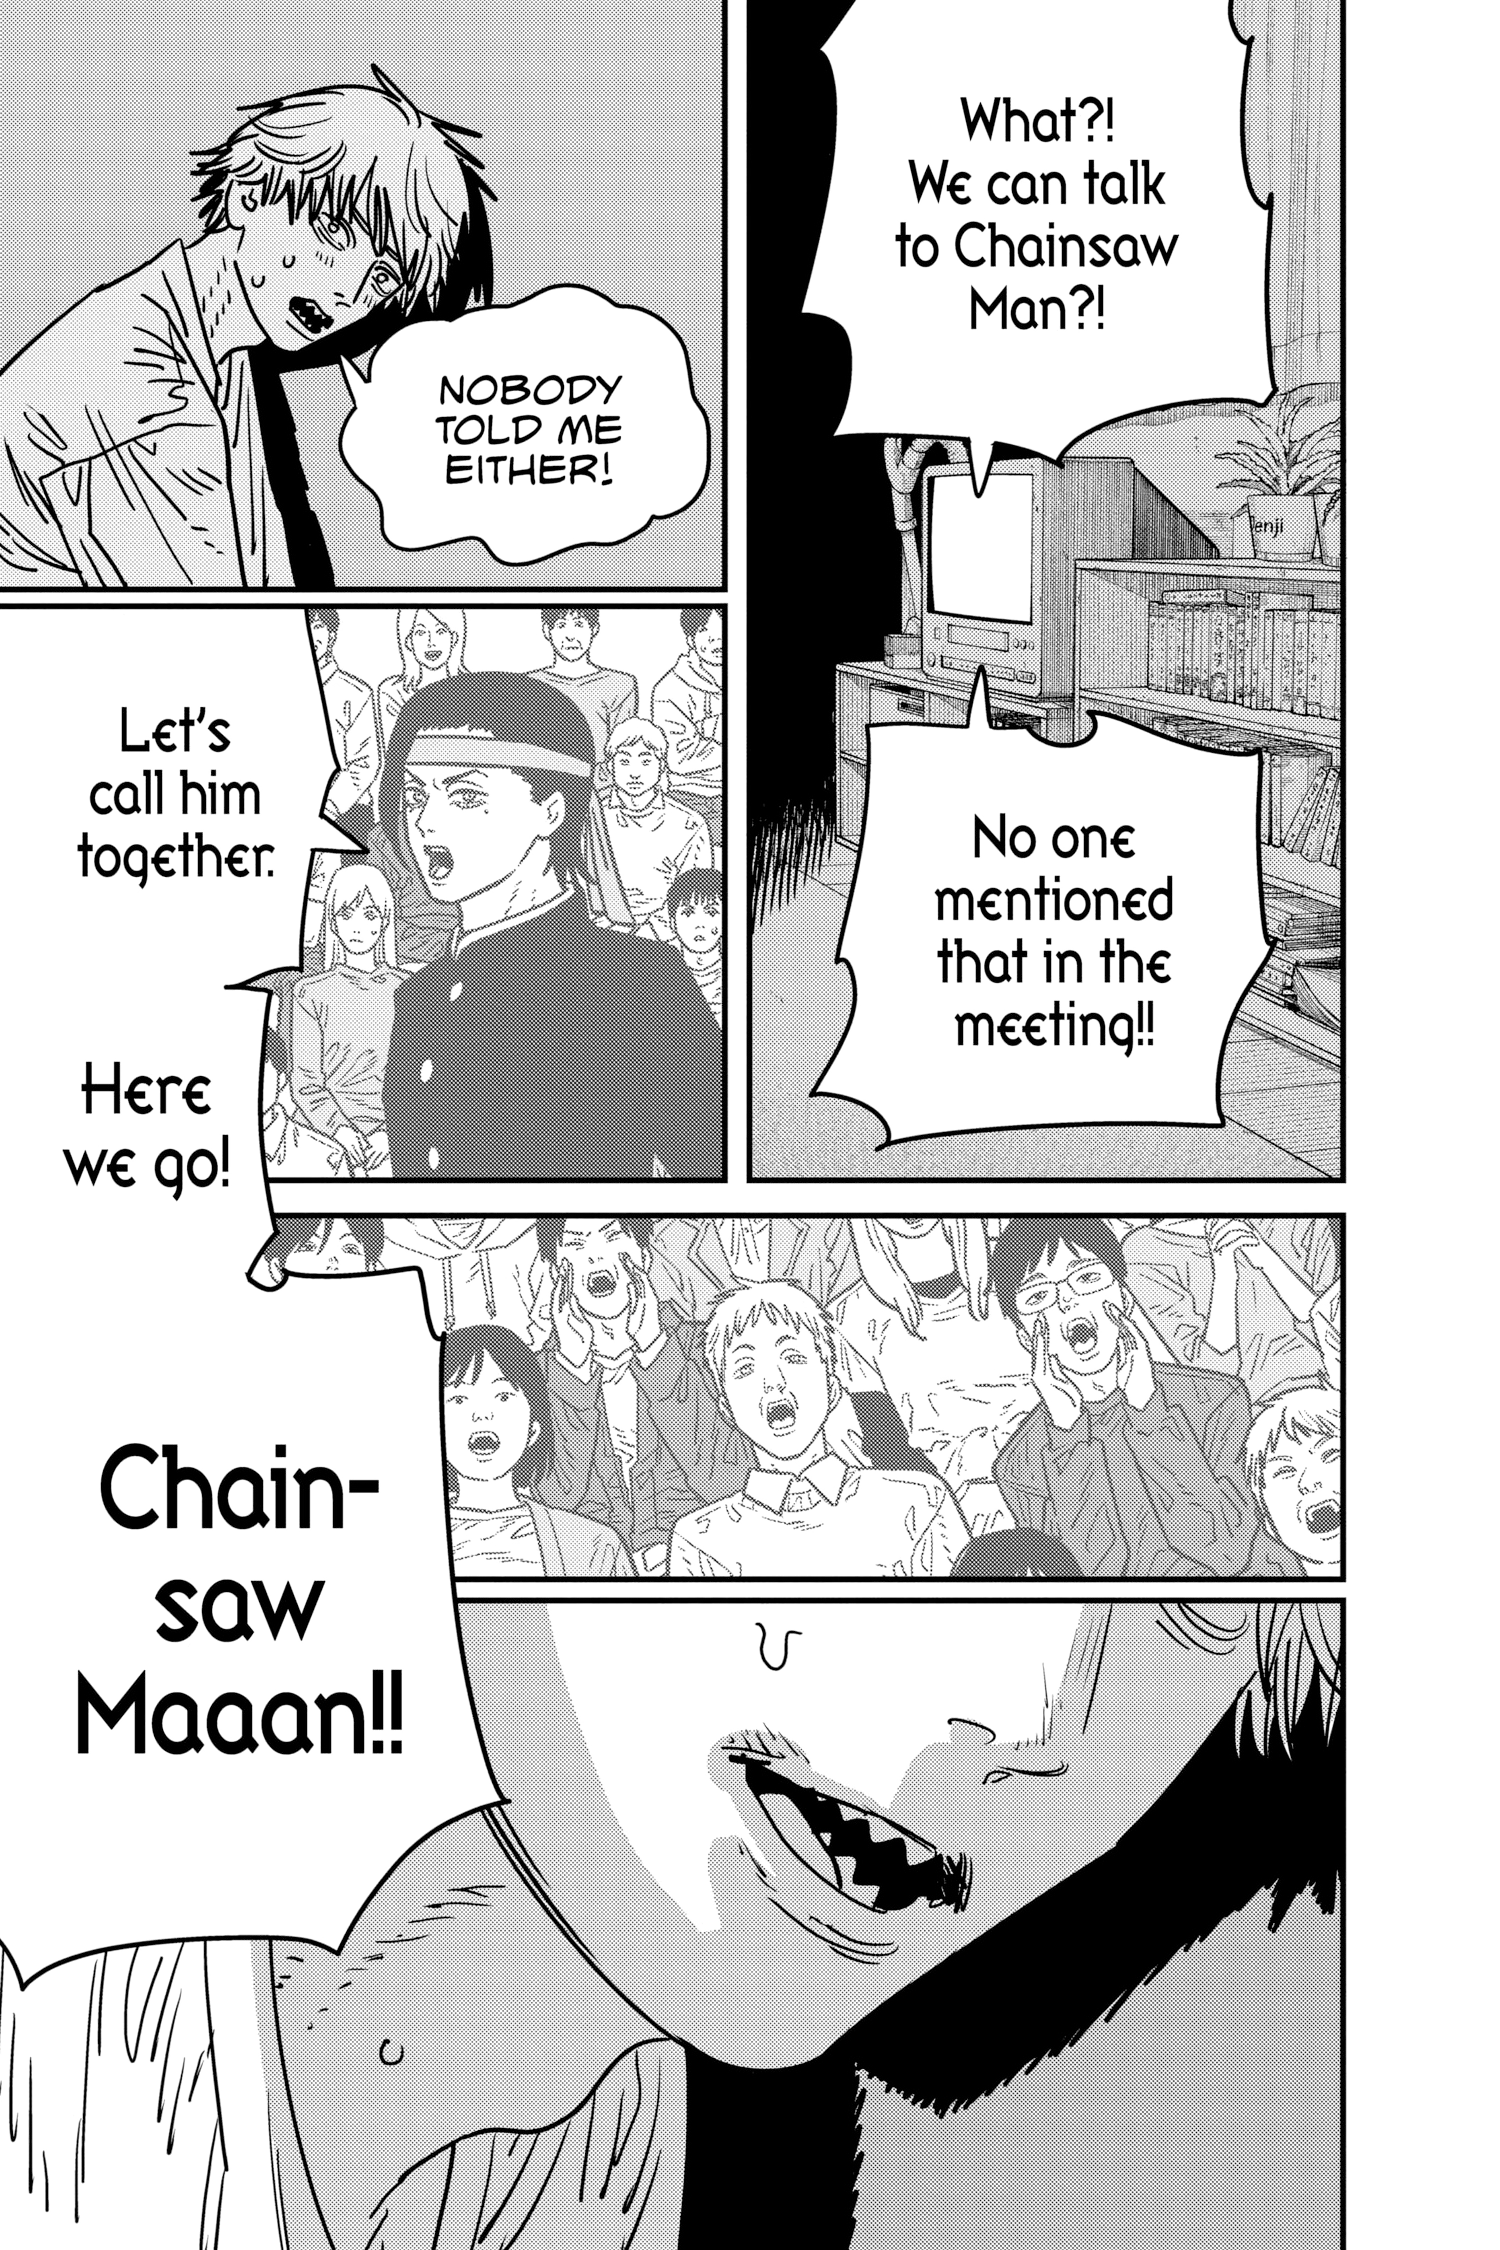 What?!
We can talk
to Chainsaw
Man?!
Denji
No one
mentioned
that in the
meeting!!
NOBODY
TOLD ME
EITHER!
Let's
call him
together.
Here
we go!
Chain-
saw
Maaan!!